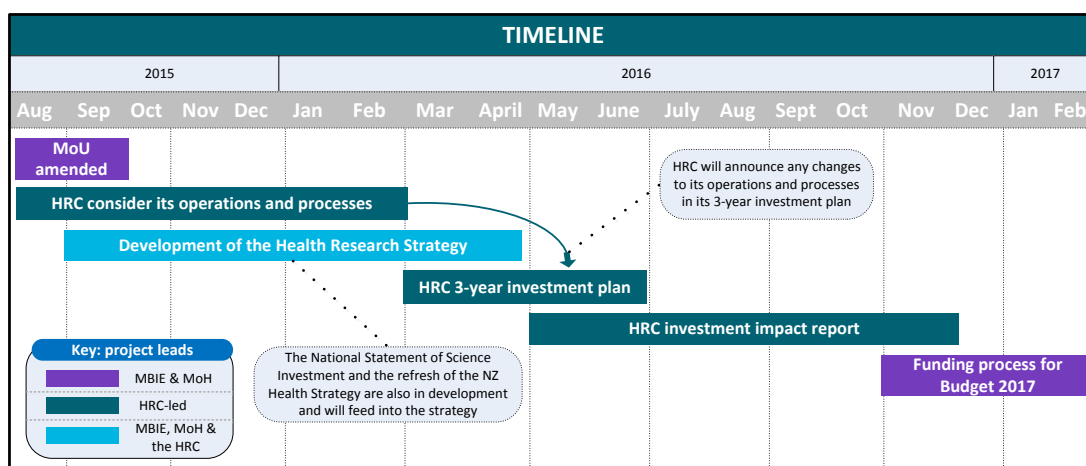 TIMELINE
2015 2016 2017
Aug Sep Oct Nov Dec Jan Feb Mar April May June July Aug Sept Oct Nov Dec Jan Feb
MoU
amended
HRC will announce any changes
to its operations and processes
in its 3-year investment plan
HRC consider its operations and processes
Development of the Health Research Strategy
HRC 3-year investment plan
HRC investment impact report
Funding process for
Budget 2017
The National Statement of Science
Investment and the refresh of the NZ
Health Strategy are also in development
and will feed into the strategy
Key: project leads
MBIE & MoH
HRC-led
MBIE, MoH &
the HRC